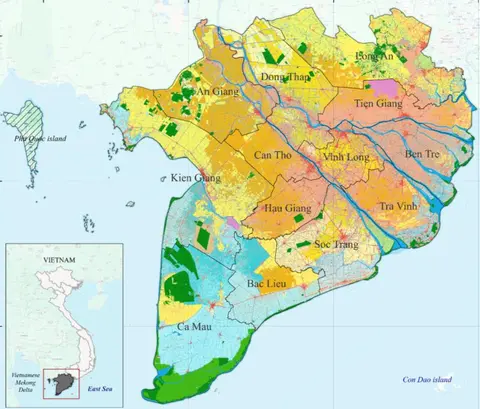 Long An
Dong Thap
An Giang
Tien Giang
Phu Quoc island
Can Tho
Vinh Long
Ben Tre
Kien Giang
Hau Giang
Tra Vinh
Soc Trang
Bac Lieu
Ca Mau
VIETNAM
Vietnamese
Mekong
Delta
East Sea
Con Dao island